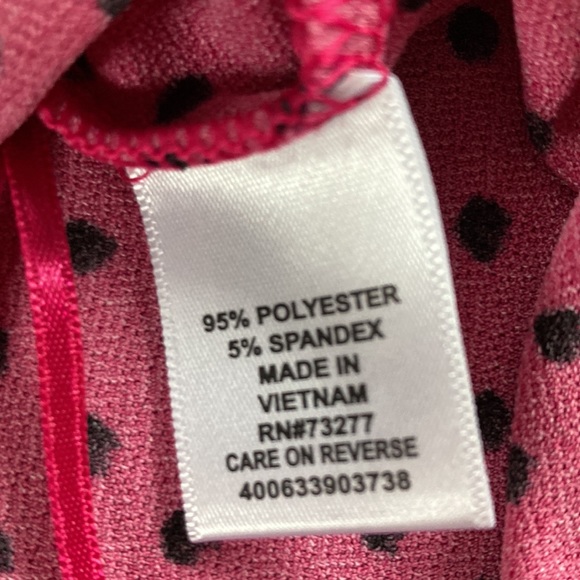 95% POLYESTER
5% SPANDEX
MADE IN
VIETNAM
RN#73277
CARE ON REVERSE
400633903738